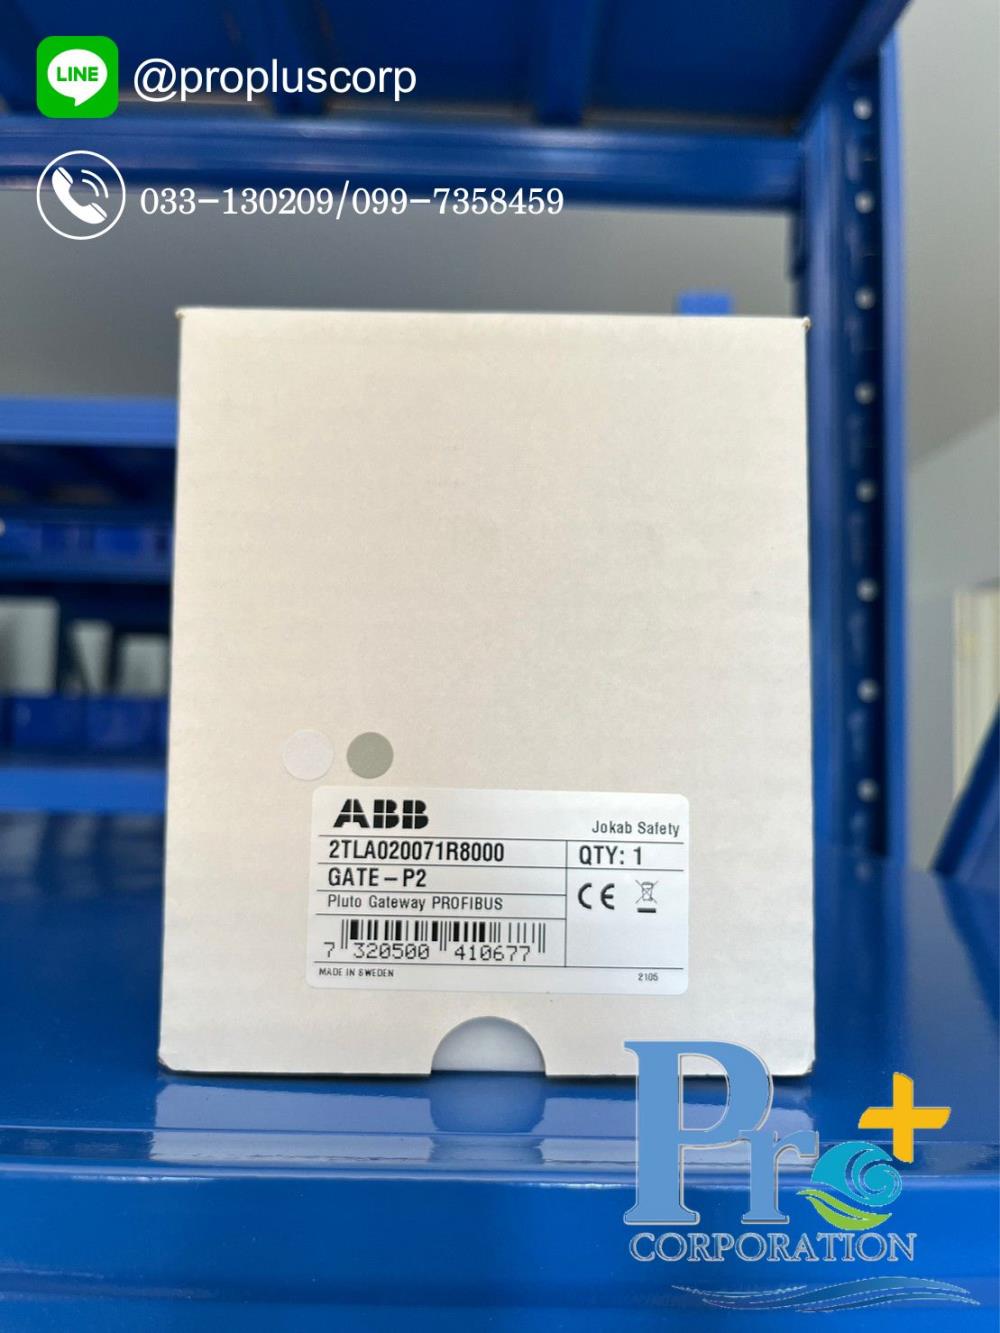 LINE
@propluscorp
033-130209/099-7358459
ABB
Jokab Safety
2TLA020071R8000
QTY: 1
GATE-P2
CE
Pluto Gateway PROFIBUS
7 320500 410677
MADE IN SWEDEN
2105
Pro+
CORPORATION